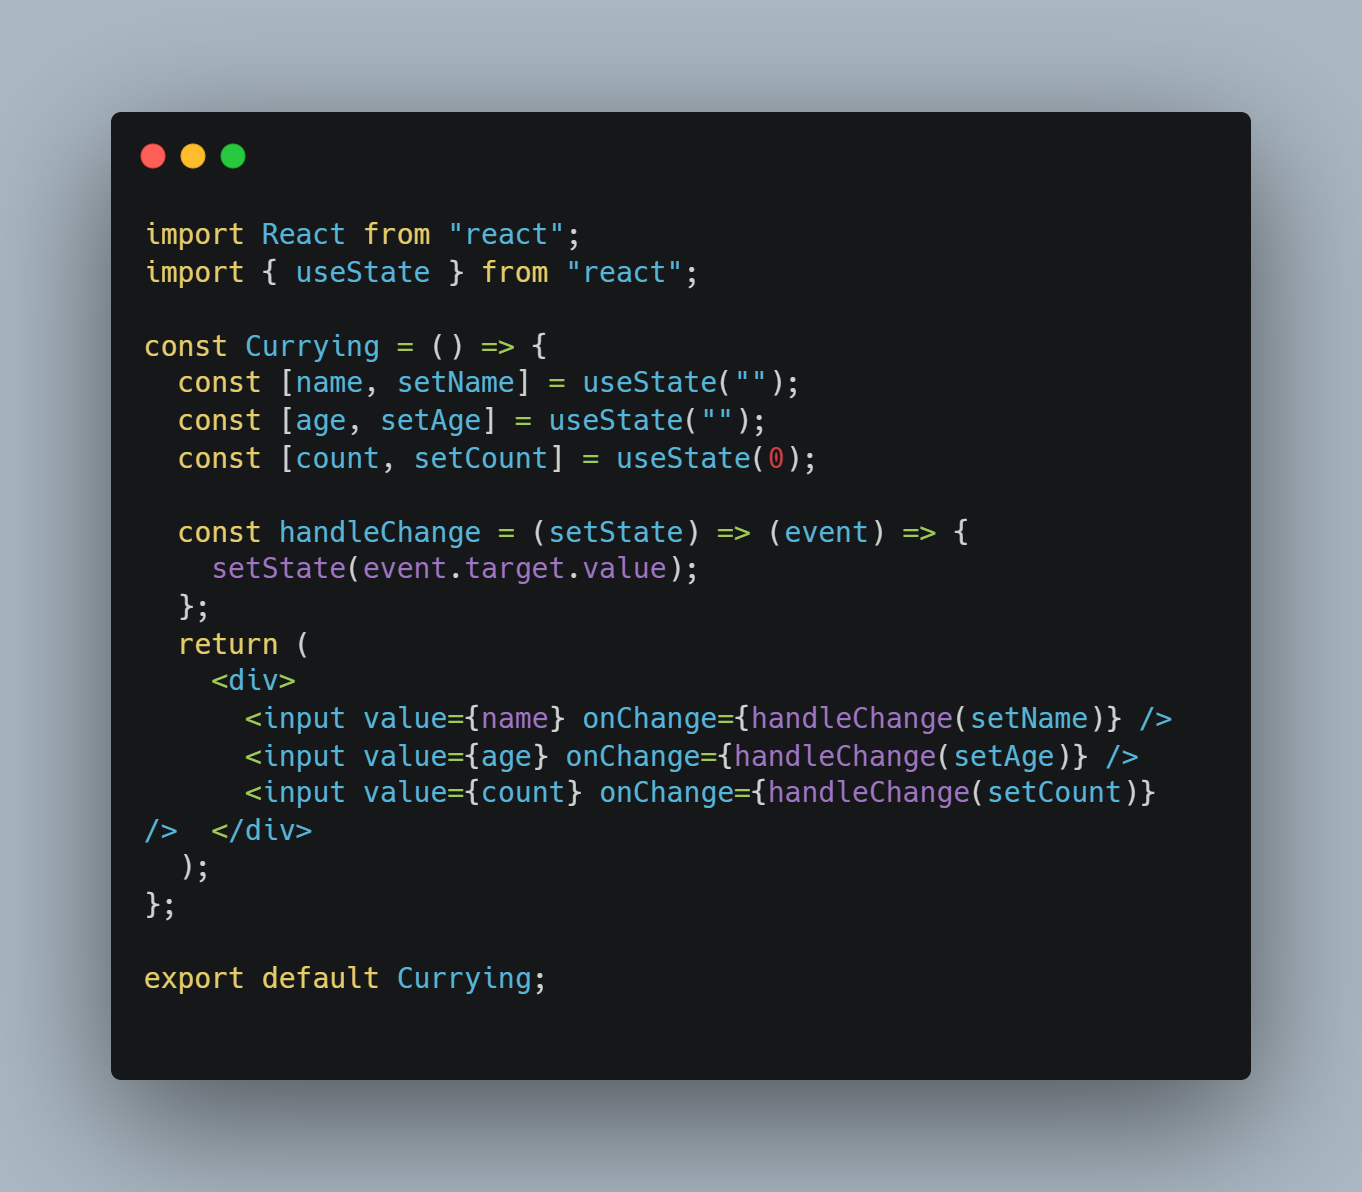 import React from "react";
import { useState } from "react";

const Currying = () => {
  const [name, setName] = useState("");
  const [age, setAge] = useState("");
  const [count, setCount] = useState(0);

  const handleChange = (setState) => (event) => {
    setState(event.target.value);
  };
  return (
    <div>
      <input value={name} onChange={handleChange(setName)} />
      <input value={age} onChange={handleChange(setAge)} />
      <input value={count} onChange={handleChange(setCount)}
/>  </div>
  );
};

export default Currying;